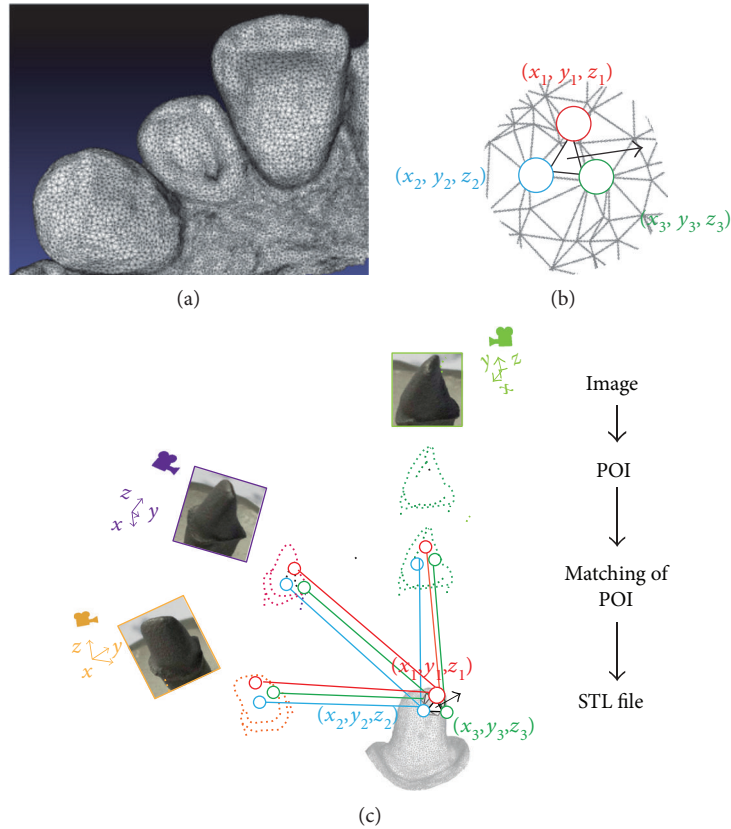 (x₁, y₁, z₁)
(x₂, y₂, z₂)
(x₃, y₃, z₃)
(a)
(b)
y z
x
Image
z
y
x
POI
Matching of
POI
z y
x
(x₁,y₁,z₁)
STL file
(x₂,y₂,z₂)
(x₃,y₃,z₃)
(c)